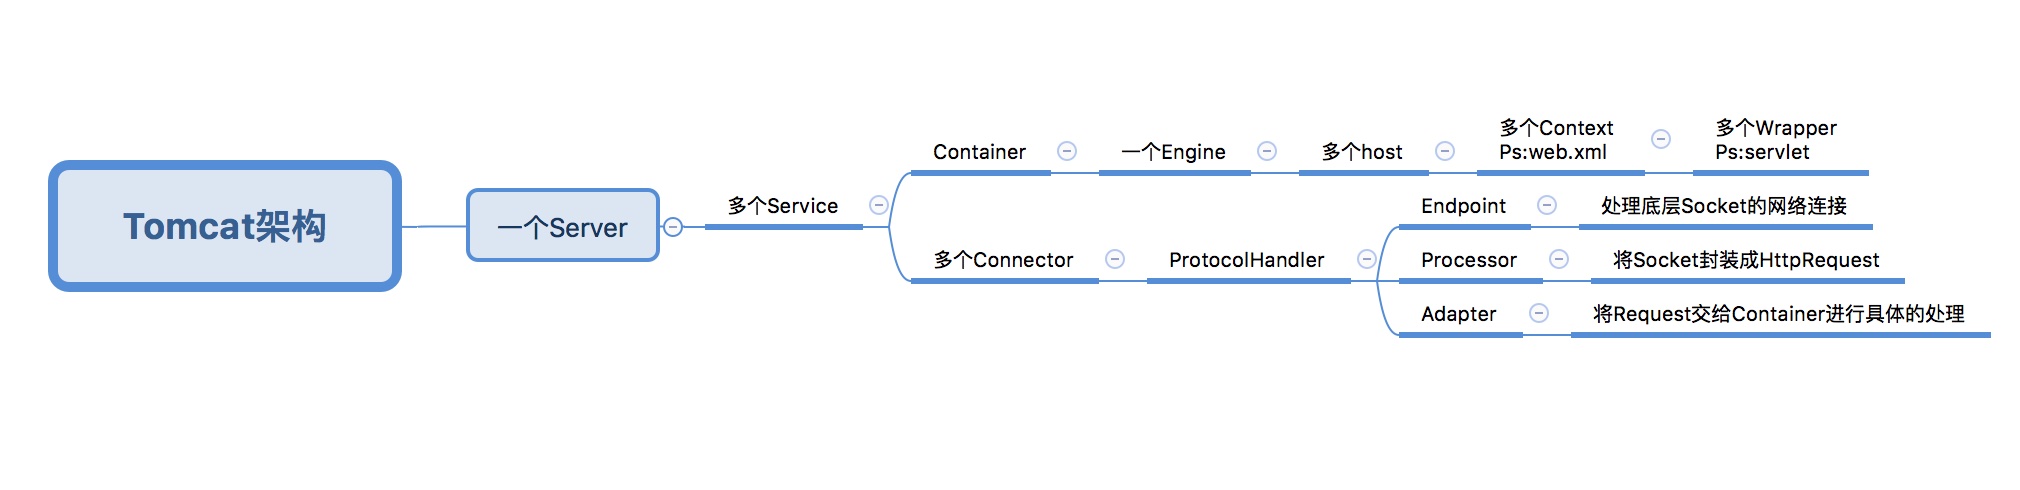 Tomcat架构
一个Server
多个Service
Container
一个Engine
多个host
多个Context
Ps:web.xml
多个Wrapper
Ps:servlet
多个Connector
ProtocolHandler
Endpoint
处理底层Socket的网络连接
Processor
将Socket封装成HttpRequest
Adapter
将Request交给Container进行具体的处理